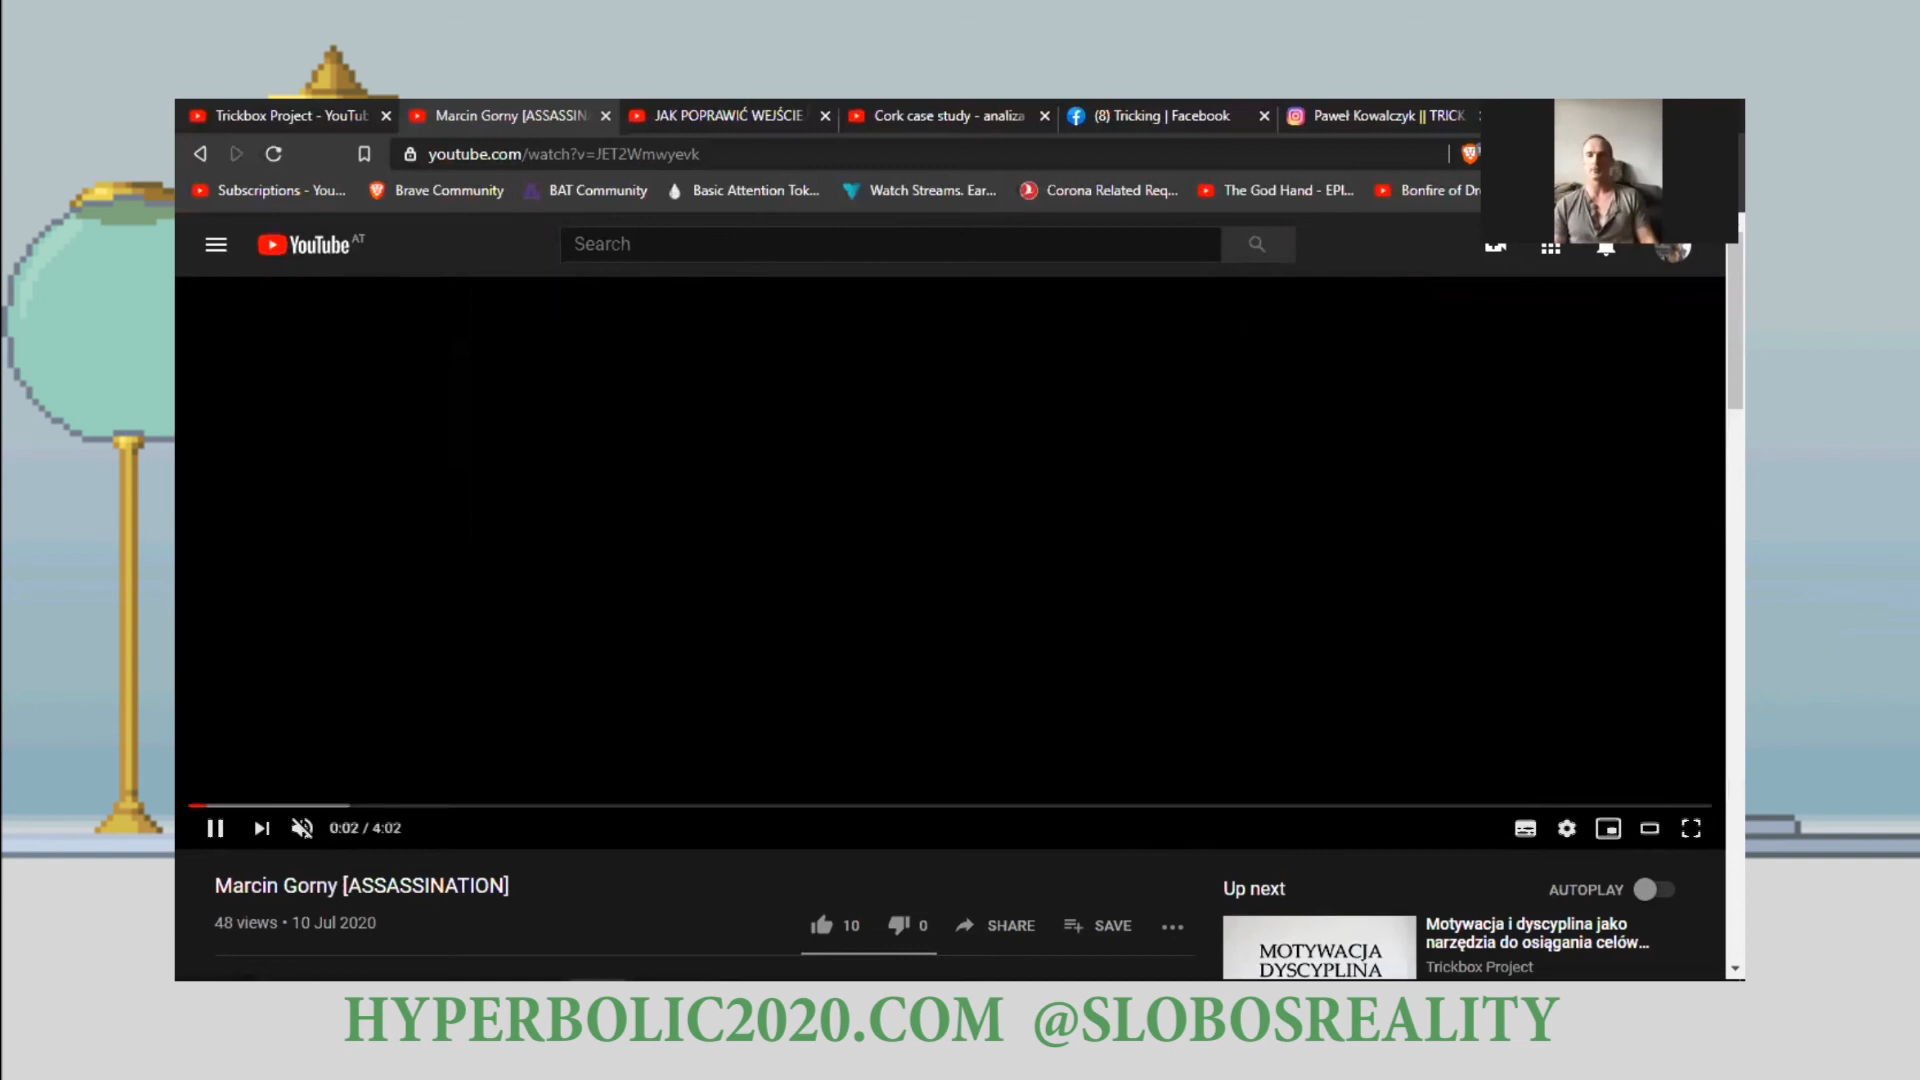 Trickbox Project - YouTub
Marcin Gorny [ASSASSIN
JAK POPRAWIĆ WEJŚCIE
Cork case study - analiza
(8) Tricking | Facebook
Paweł Kowalczyk || TRICK
youtube.com/watch?v=JET2Wmwyevk
Subscriptions - You...
Brave Community
BAT Community
Basic Attention Tok...
Watch Streams. Ear...
Corona Related Req...
The God Hand - EPI...
Bonfire of Dr
YouTube AT
Search
0:02 / 4:02
Marcin Gorny [ASSASSINATION]
48 views • 10 Jul 2020
10
0
SHARE
SAVE
Up next
AUTOPLAY
MOTYWACJA
DYSCYPLINA
Motywacja i dyscyplina jako
narzędzia do osiągania celów...
Trickbox Project
HYPERBOLIC2020.COM @SLOBOSREALITY